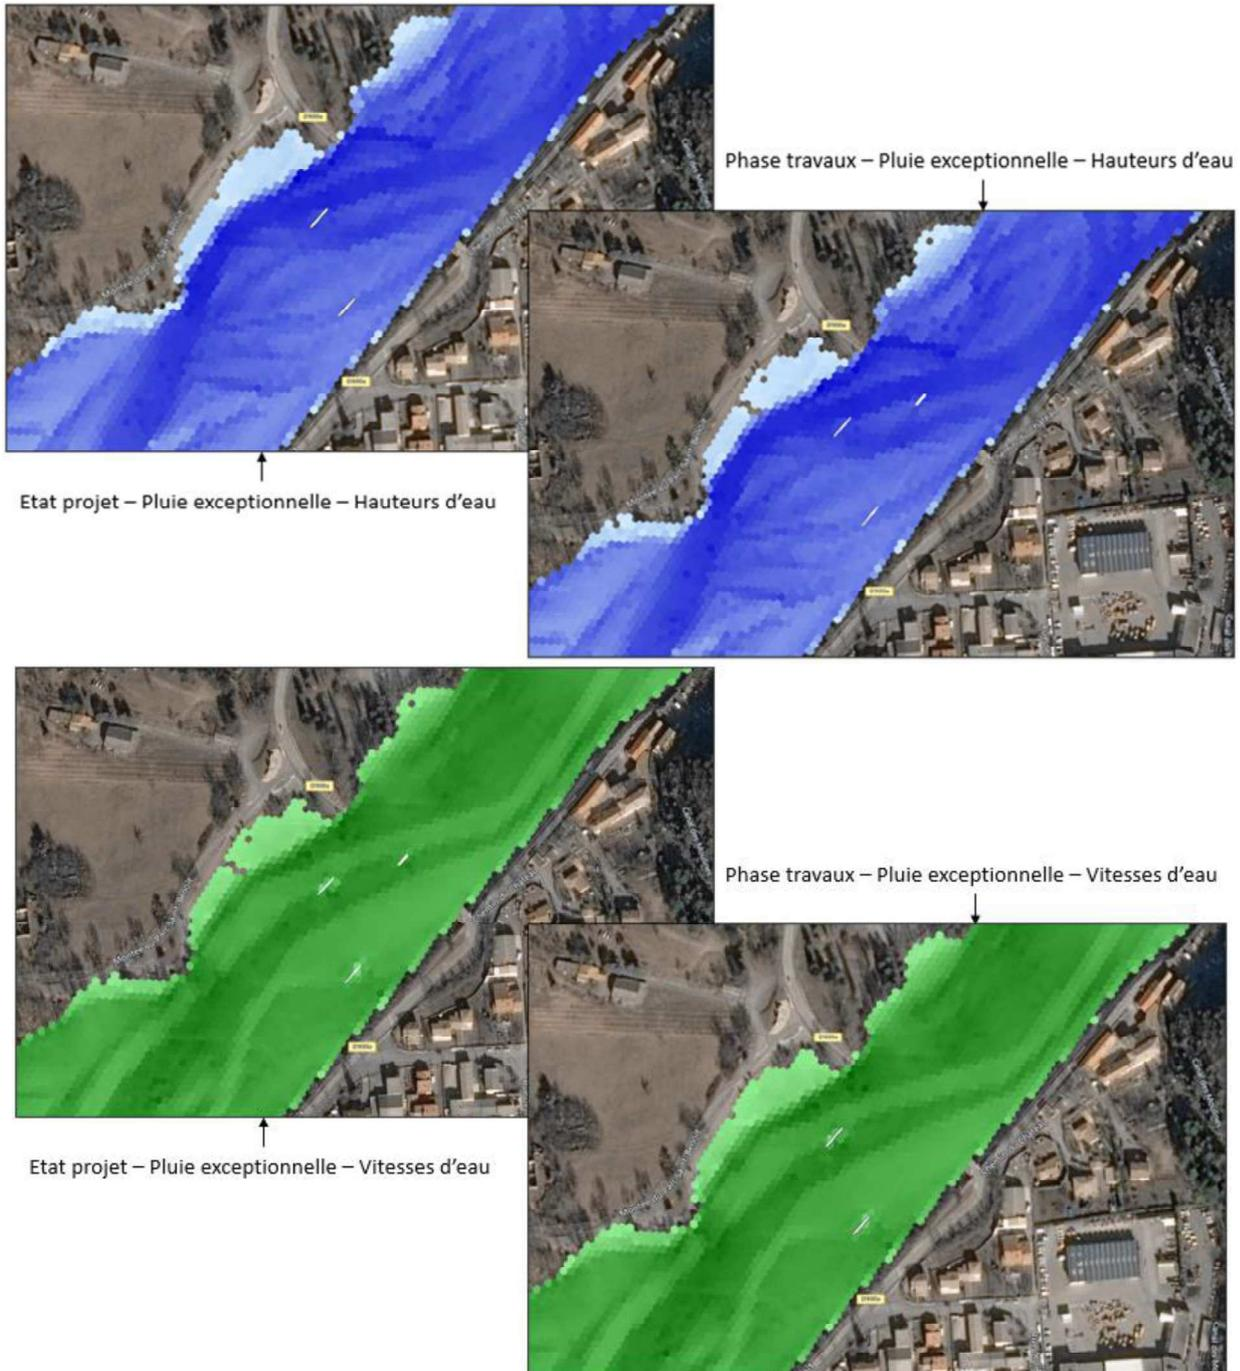 Phase travaux – Pluie exceptionnelle – Hauteurs d'eau
Etat projet – Pluie exceptionnelle – Hauteurs d'eau
Phase travaux – Pluie exceptionnelle – Vitesses d'eau
Etat projet – Pluie exceptionnelle – Vitesses d'eau